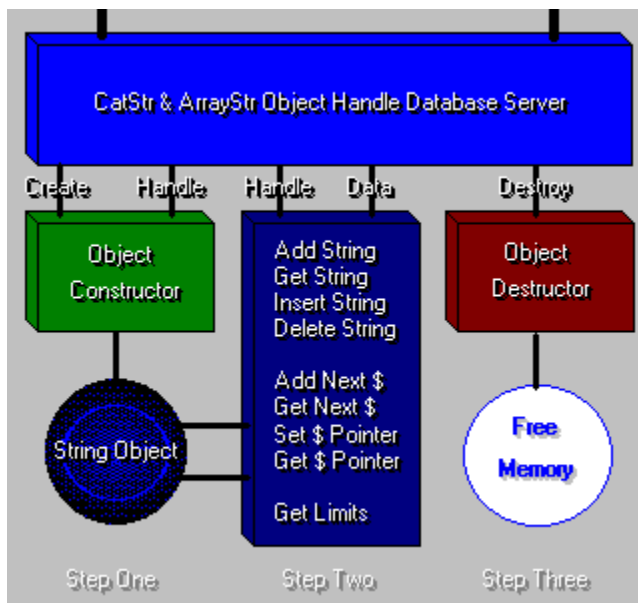 CatStr & ArrayStr Object Handle Database Server
Create Handle Handle Data Destroy
Object
Constructor
Add String
Get String
Insert String
Delete String
Add Next $
Get Next $
Set $ Pointer
Get $ Pointer
Get Limits
Object
Destructor
String Object
Free
Memory
Step One Step Two Step Three